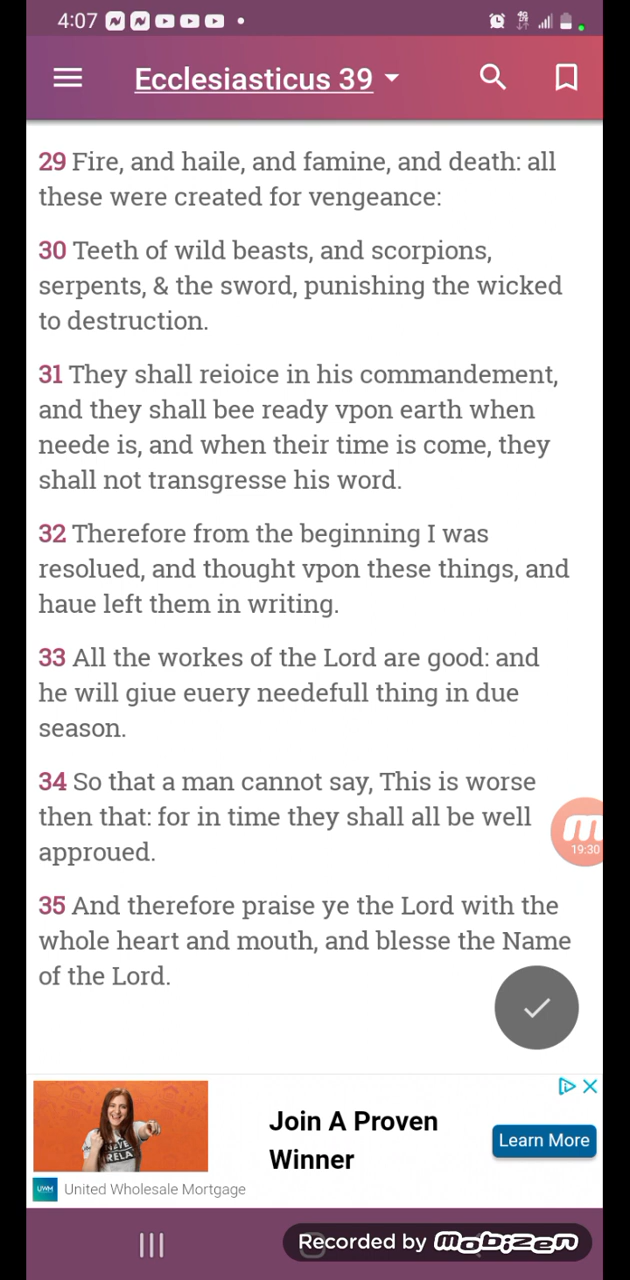 4:07
Ecclesiasticus 39
29 Fire, and haile, and famine, and death: all
these were created for vengeance:
30 Teeth of wild beasts, and scorpions,
serpents, & the sword, punishing the wicked
to destruction.
31 They shall reioice in his commandement,
and they shall bee ready vpon earth when
neede is, and when their time is come, they
shall not transgresse his word.
32 Therefore from the beginning I was
resolued, and thought vpon these things, and
haue left them in writing.
33 All the workes of the Lord are good: and
he will giue euery needefull thing in due
season.
34 So that a man cannot say, This is worse
then that: for in time they shall all be well
approued.
m
19:30
35 And therefore praise ye the Lord with the
whole heart and mouth, and blesse the Name
of the Lord.
Join A Proven
Winner
Learn More
UWM United Wholesale Mortgage
Recorded by mobizen